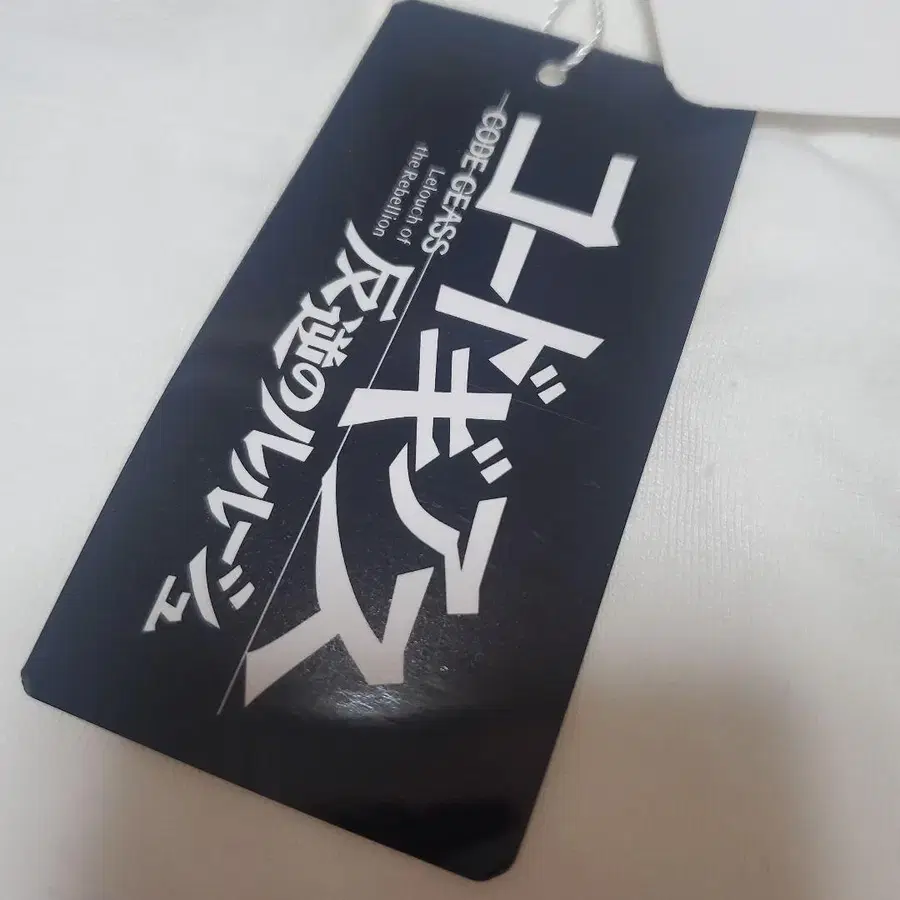 コードギアス
CODE GEASS
Lelouch of
the Rebellion
反逆のルルーシュ